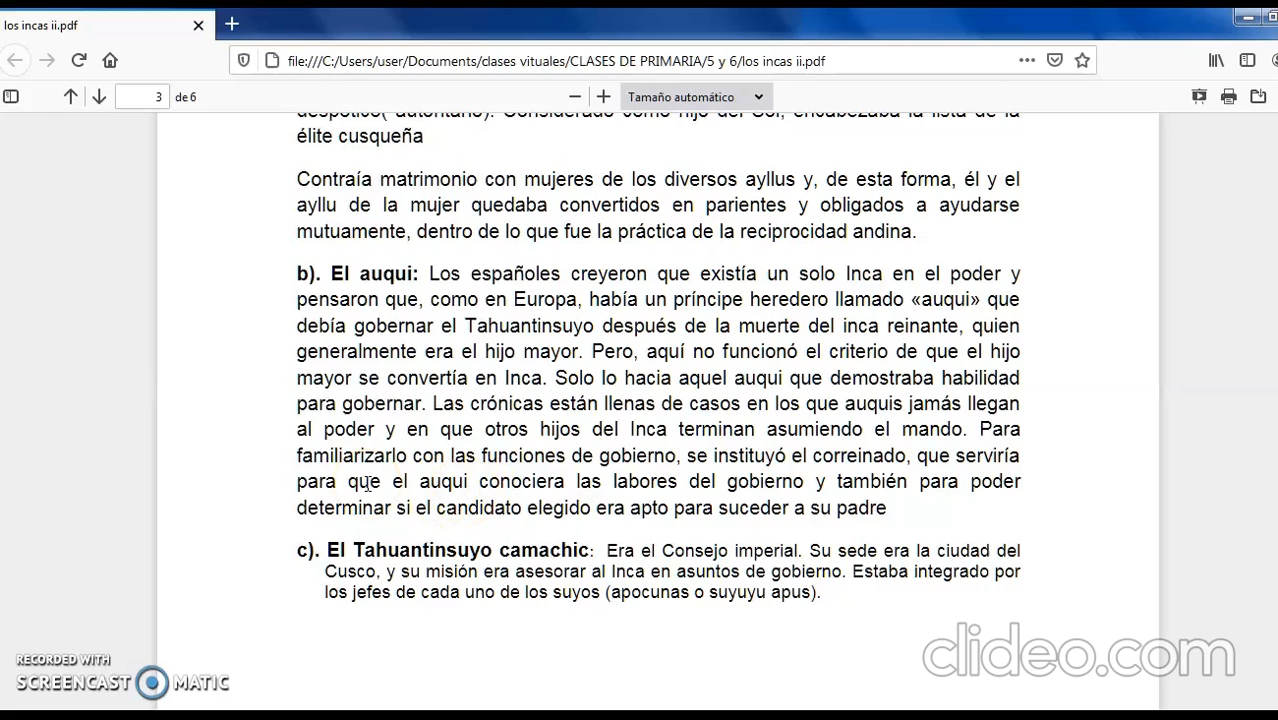 los incas ii.pdf
file:///C:/Users/user/Documents/clases vituales/CLASES DE PRIMARIA/5 y 6/los incas ii.pdf
3 de 6
Tamaño automático
despótico( autoritario). Considerado como hijo del Sol, encabezaba la lista de la
élite cusqueña
Contraía matrimonio con mujeres de los diversos ayllus y, de esta forma, él y el
ayllu de la mujer quedaba convertidos en parientes y obligados a ayudarse
mutuamente, dentro de lo que fue la práctica de la reciprocidad andina.
b). El auqui: Los españoles creyeron que existía un solo Inca en el poder y
pensaron que, como en Europa, había un príncipe heredero llamado «auqui» que
debía gobernar el Tahuantinsuyo después de la muerte del inca reinante, quien
generalmente era el hijo mayor. Pero, aquí no funcionó el criterio de que el hijo
mayor se convertía en Inca. Solo lo hacia aquel auqui que demostraba habilidad
para gobernar. Las crónicas están llenas de casos en los que auquis jamás llegan
al poder y en que otros hijos del Inca terminan asumiendo el mando. Para
familiarizarlo con las funciones de gobierno, se instituyó el correinado, que serviría
para que el auqui conociera las labores del gobierno y también para poder
determinar si el candidato elegido era apto para suceder a su padre
c). El Tahuantinsuyo camachic: Era el Consejo imperial. Su sede era la ciudad del
Cusco, y su misión era asesorar al Inca en asuntos de gobierno. Estaba integrado por
los jefes de cada uno de los suyos (apocunas o suyuyu apus).
clideo.com
RECORDED WITH
SCREENCAST MATIC